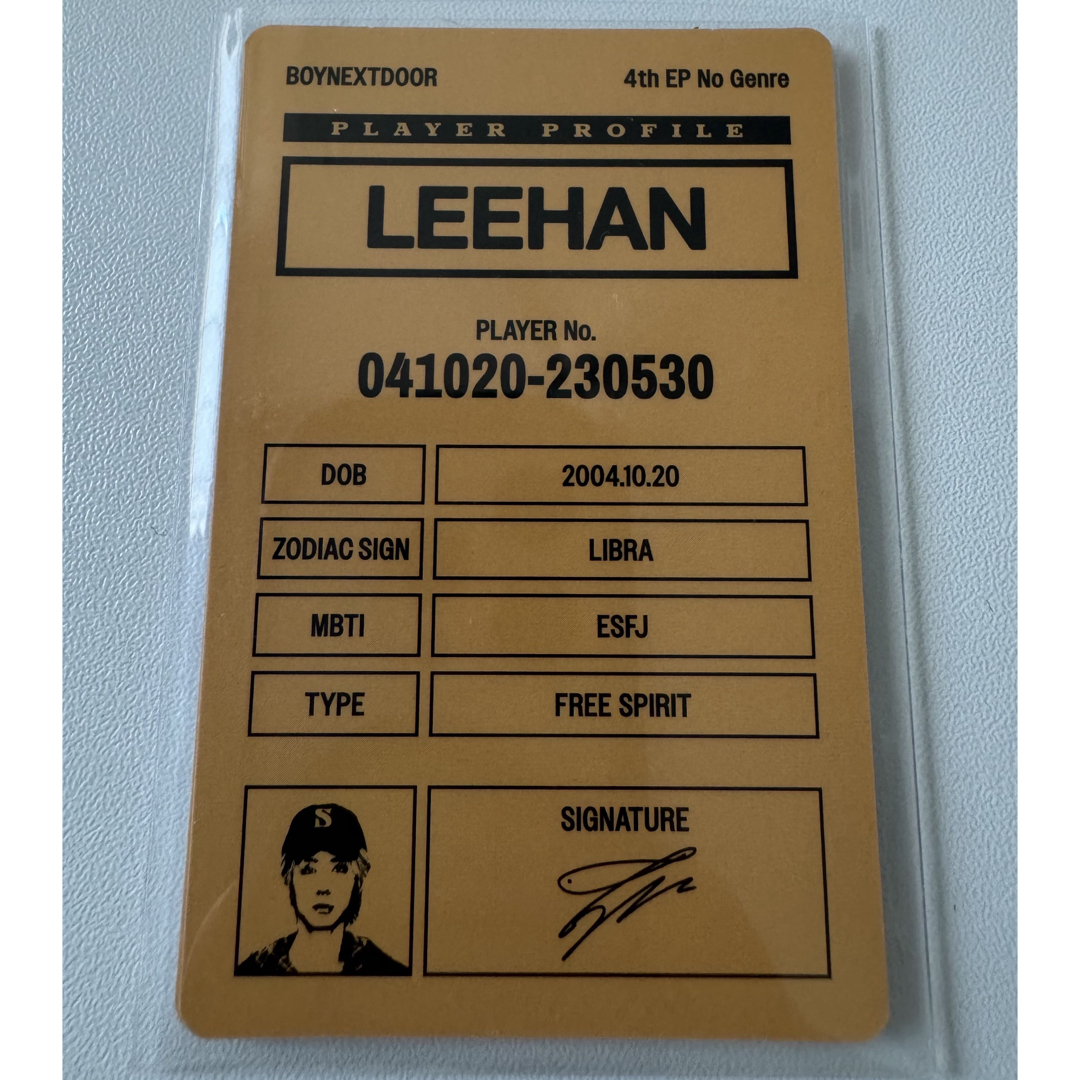 BOYNEXTDOOR 4th EP No Genre
PLAYER PROFILE
LEEHAN
PLAYER No.
041020-230530
DOB 2004.10.20
ZODIAC SIGN LIBRA
MBTI ESFJ
TYPE FREE SPIRIT
S
SIGNATURE